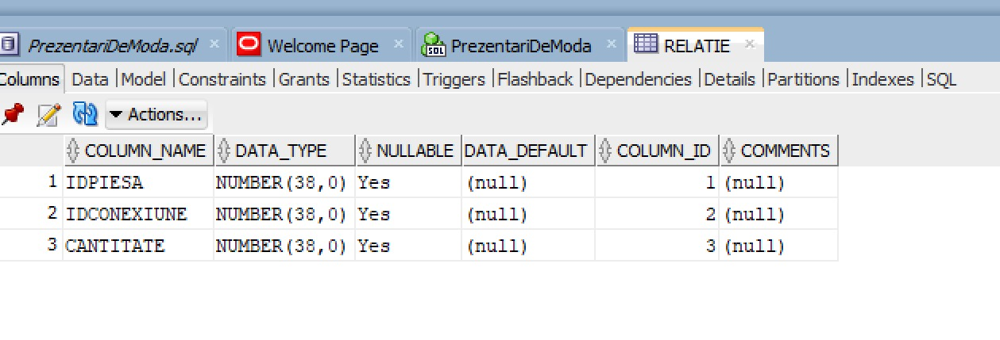 PrezentariDeModa.sql Welcome Page SQL PrezentariDeModa RELATIE
Columns Data Model Constraints Grants Statistics Triggers Flashback Dependencies Details Partitions Indexes SQL
Actions...
COLUMN_NAME DATA_TYPE NULLABLE DATA_DEFAULT COLUMN_ID COMMENTS
1 IDPIESA NUMBER(38,0) Yes (null) 1 (null)
2 IDCONEXIUNE NUMBER(38,0) Yes (null) 2 (null)
3 CANTITATE NUMBER(38,0) Yes (null) 3 (null)